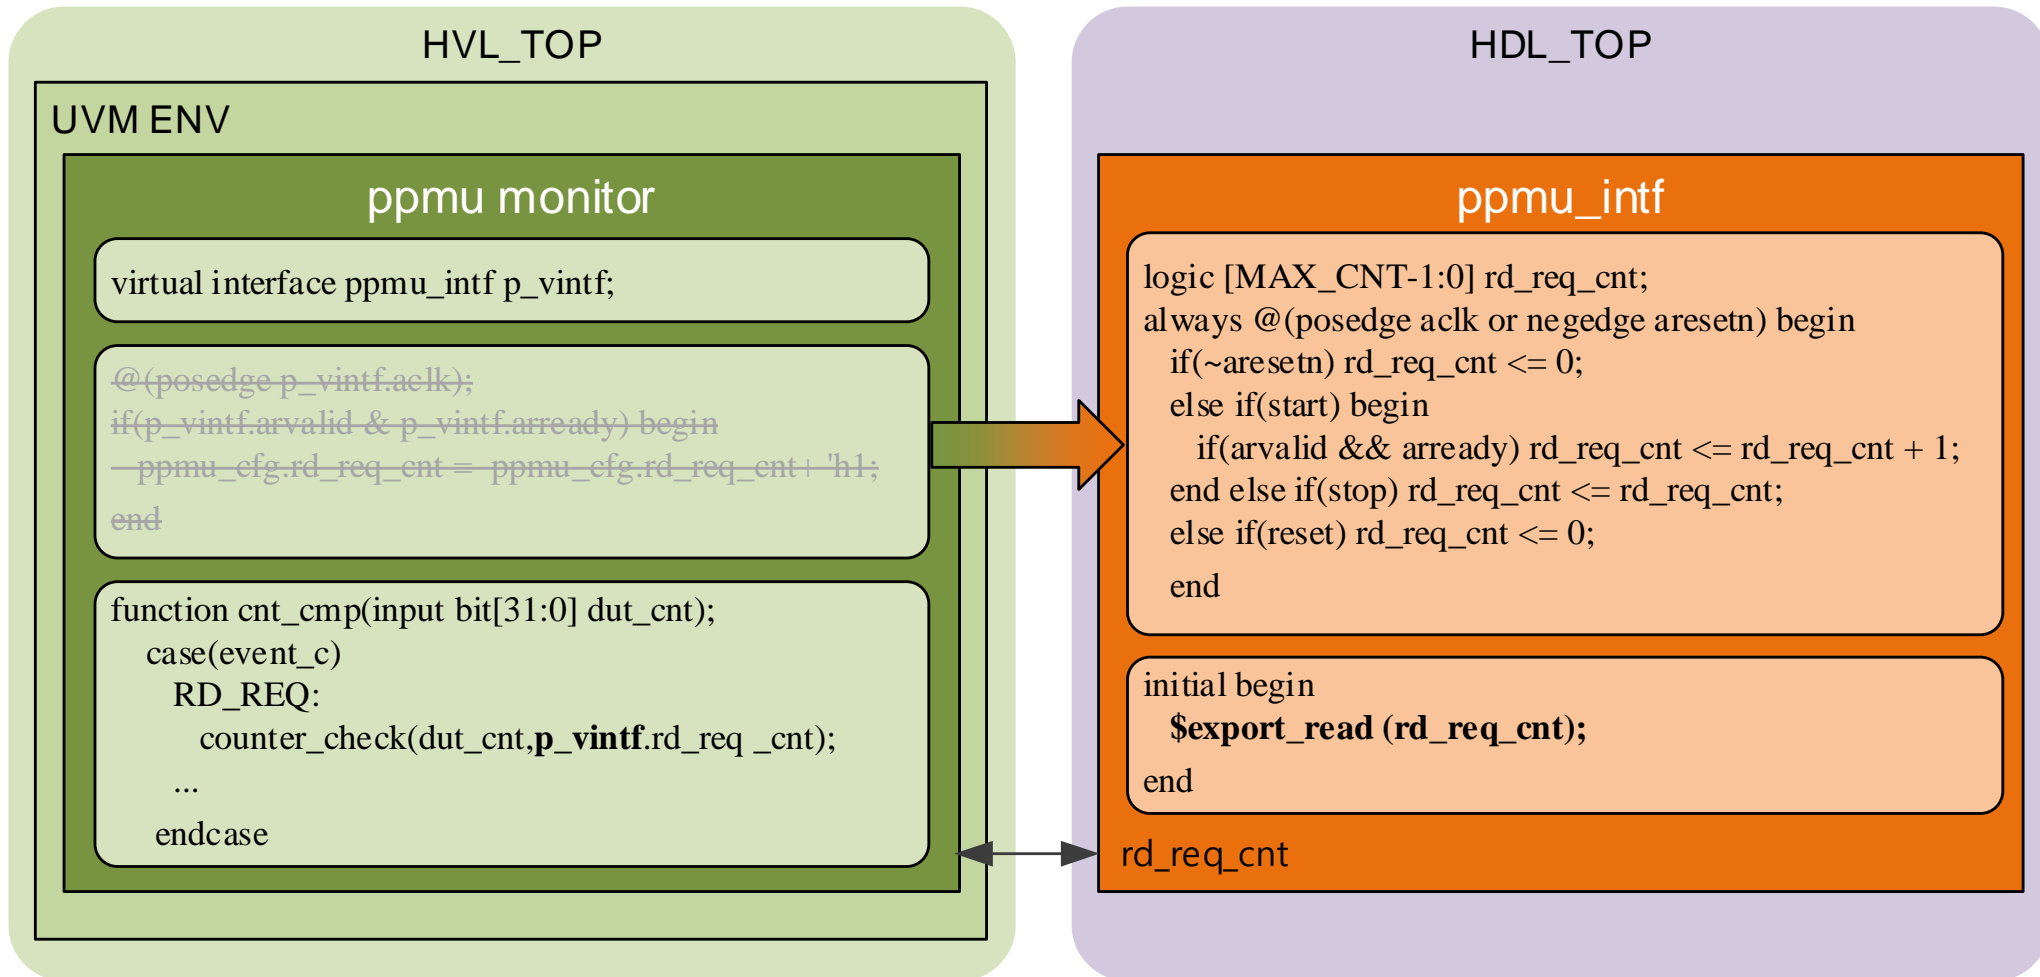 HVL_TOP
UVM ENV
ppmu monitor
virtual interface ppmu_intf p_vintf;
@(posedge p_vintf.aclk);
if(p_vintf.arvalid & p_vintf.arready) begin
ppmu_cfg.rd_req_cnt = ppmu_cfg.rd_req_cnt+ 'h1;
end
function cnt_cmp(input bit[31:0] dut_cnt);
case(event_c)
RD_REQ:
counter_check(dut_cnt,p_vintf.rd_req _cnt);
...
endcase
HDL_TOP
ppmu_intf
logic [MAX_CNT-1:0] rd_req_cnt;
always @(posedge aclk or negedge aresetn) begin
if(~aresetn) rd_req_cnt <= 0;
else if(start) begin
if(arvalid && arready) rd_req_cnt <= rd_req_cnt + 1;
end else if(stop) rd_req_cnt <= rd_req_cnt;
else if(reset) rd_req_cnt <= 0;
end
initial begin
$export_read (rd_req_cnt);
end
rd_req_cnt